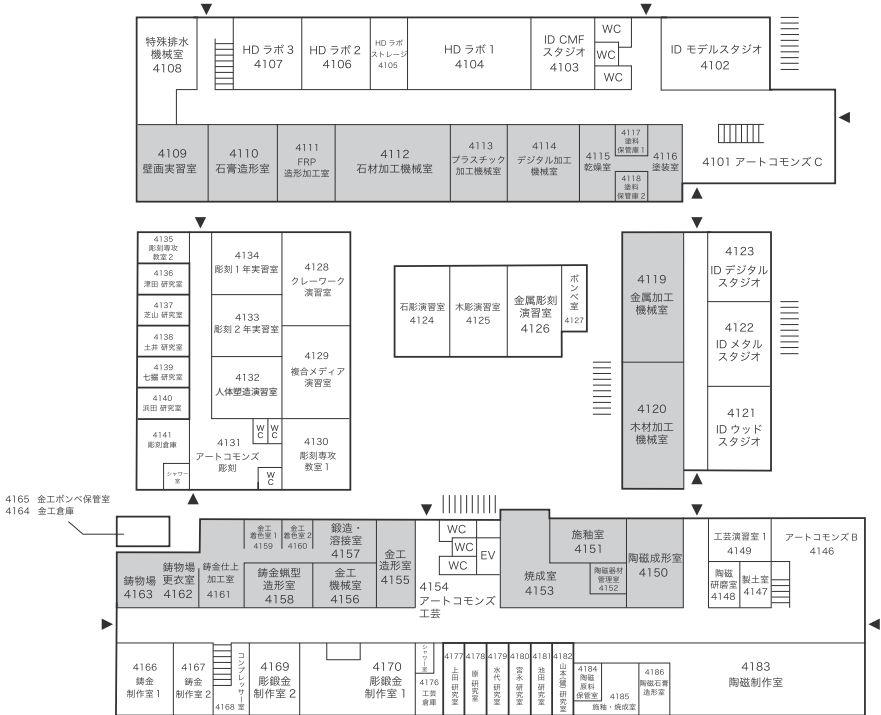 特殊排水
機械室
4108
HD ラボ 3
4107
HD ラボ 2
4106
HD ラボ
ストレージ
4105
HD ラボ 1
4104
ID CMF
スタジオ
4103
WC
WC
WC
ID モデルスタジオ
4102
4109
壁画実習室
4110
石膏造形室
4111
FRP
造形加工室
4112
石材加工機械室
4113
プラスチック
加工機械室
4114
デジタル加工
機械室
4115
乾燥室
4117
塗料
保管庫 1
4118
塗料
保管庫 2
4116
塗装室
4101 アートコモンズ C
4135
彫刻専攻
教室 2
4136
津田 研究室
4137
芝山 研究室
4138
土井 研究室
4139
七搦 研究室
4140
浜田 研究室
4141
彫刻倉庫
シャワー
室
4134
彫刻 1 年実習室
4133
彫刻 2 年実習室
4132
人体塑造演習室
4131
アートコモンズ
彫刻
WC
WC
WC
4128
クレーワーク
演習室
4129
複合メディア
演習室
4130
彫刻専攻
教室 1
石彫演習室
4124
木彫演習室
4125
金属彫刻
演習室
4126
ボンベ室
4127
4119
金属加工
機械室
4120
木材加工
機械室
4123
ID デジタル
スタジオ
4122
ID メタル
スタジオ
4121
ID ウッド
スタジオ
4165 金工ボンベ保管室
4164 金工倉庫
鋳物場
4163
鋳物場
更衣室
4162
鋳金仕上
加工室
4161
金工
着色室 1
4159
金工
着色室 2
4160
鍛造・
溶接室
4157
鋳金蝋型
造形室
4158
金工
機械室
4156
金工
造形室
4155
4154
アートコモンズ
工芸
WC
WC
WC
EV
焼成室
4153
施釉室
4151
陶磁器材
管理室
4152
陶磁成形室
4150
工芸演習室 1
4149
陶磁
研磨室
4148
製土室
4147
アートコモンズ B
4146
4166
鋳金
制作室 1
4167
鋳金
制作室 2
コンプレッサー室
4168
4169
彫鍛金
制作室 2
4170
彫鍛金
制作室 1
シャワー室
4176
工芸
倉庫
4177
上田 研究室
4178
原 研究室
4179
水代 研究室
4180
宮永 研究室
4181
池田 研究室
4182
山本(健) 研究室
4184
陶磁
原料
保管室
4185
施釉・焼成室
4186
陶磁石膏
造形室
4183
陶磁制作室